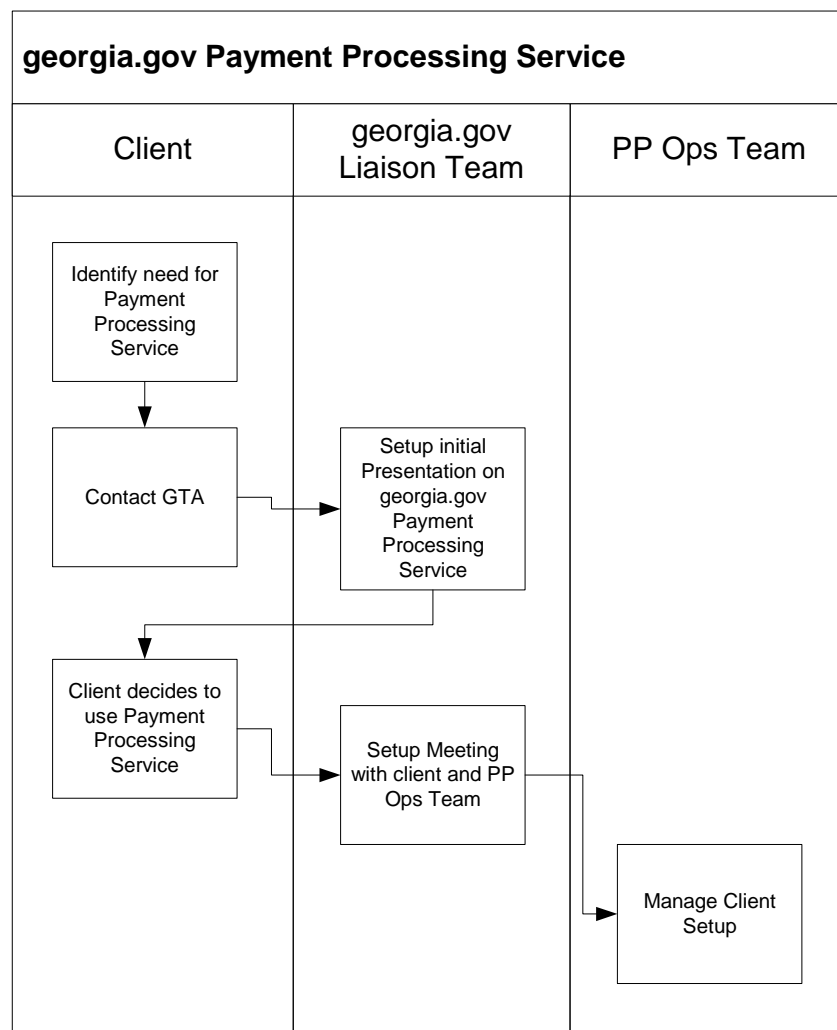 georgia.gov Payment Processing Service
Client
georgia.gov
Liaison Team
PP Ops Team
Identify need for
Payment
Processing
Service
Contact GTA
Setup initial
Presentation on
georgia.gov
Payment
Processing
Service
Client decides to
use Payment
Processing
Service
Setup Meeting
with client and PP
Ops Team
Manage Client
Setup